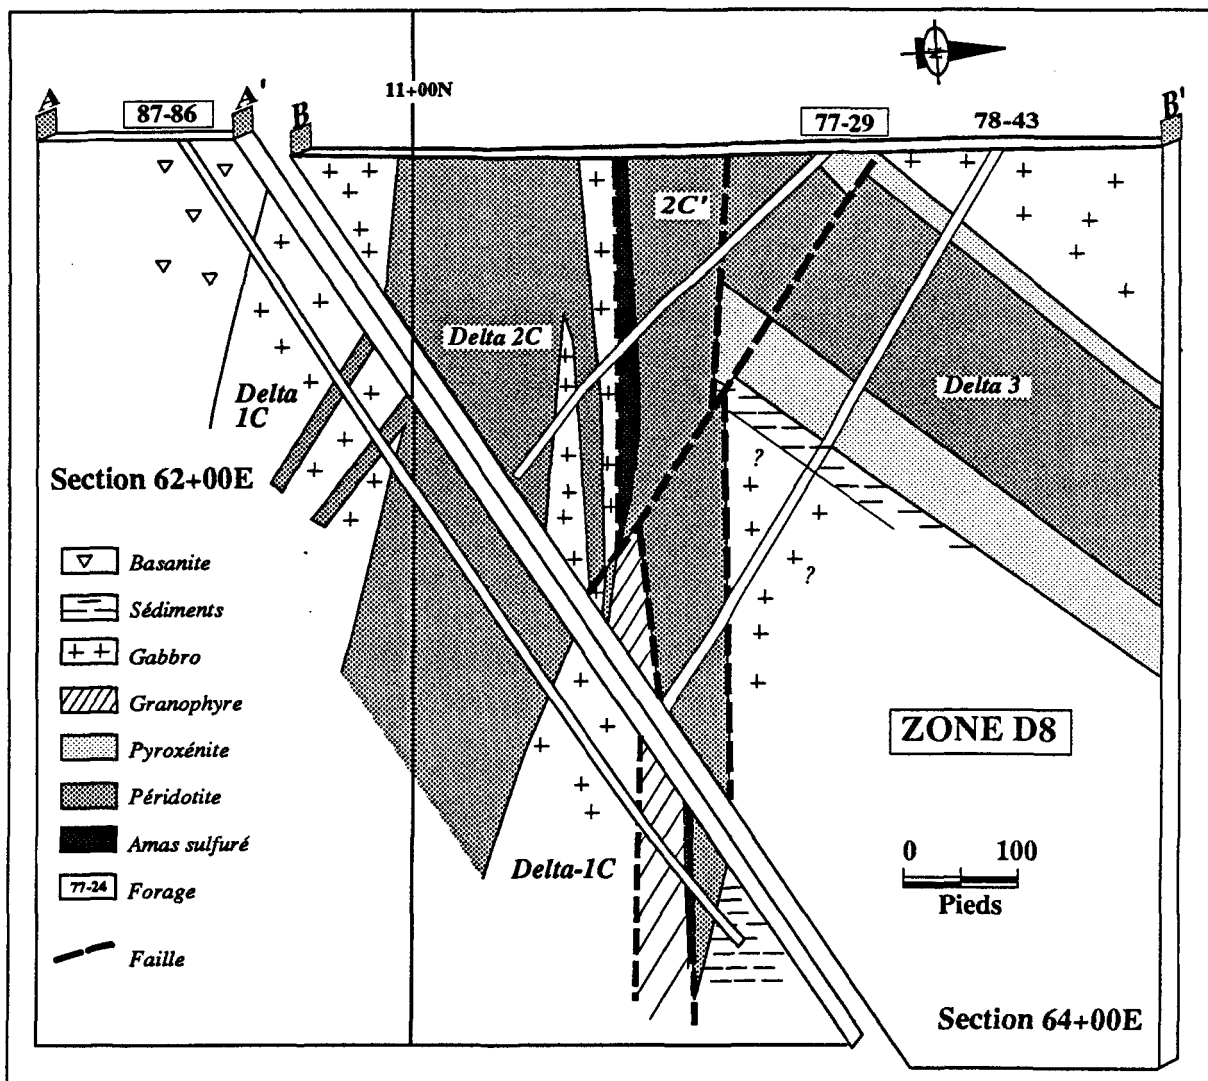 A
87-86
A'
B
11+00N
77-29
78-43
B'
2C'
Delta 2C
Delta 3
Delta
1C
Section 62+00E
?
?
Basanite
Sédiments
Gabbro
Granophyre
Pyroxénite
Péridotite
Amas sulfuré
77-24 Forage
Faille
ZONE D8
0 100
Pieds
Delta-1C
Section 64+00E